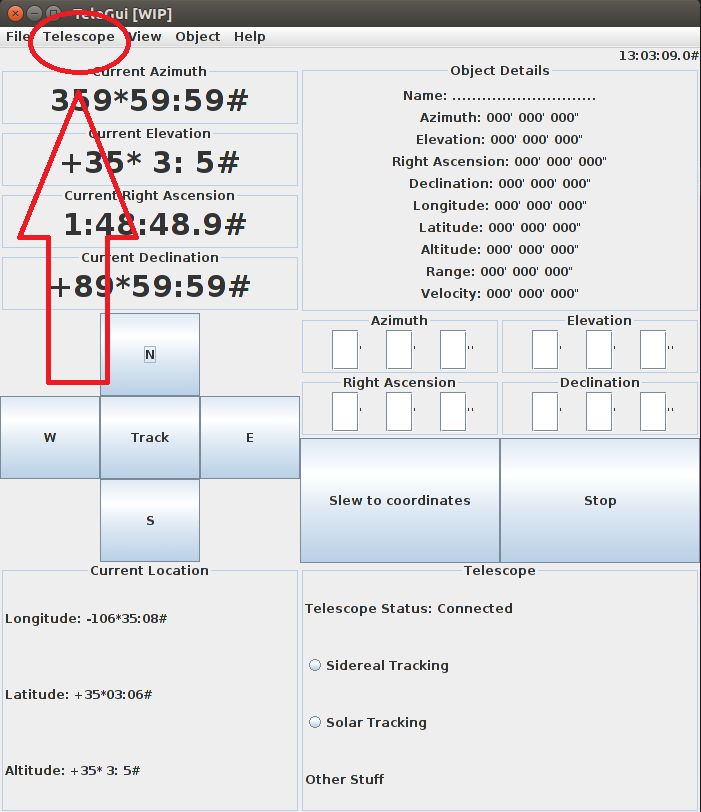 TeleGui [WIP]
File Telescope View Object Help
13:03:09.0#
Current Azimuth
359*59:59#
Current Elevation
+35* 3: 5#
Current Right Ascension
1:48:48.9#
Current Declination
+89*59:59#
Object Details
Name: ............................
Azimuth: 000' 000' 000"
Elevation: 000' 000' 000"
Right Ascension: 000' 000' 000"
Declination: 000' 000' 000"
Longitude: 000' 000' 000"
Latitude: 000' 000' 000"
Altitude: 000' 000' 000"
Range: 000' 000' 000"
Velocity: 000' 000' 000"
N
W Track E
S
Azimuth
' ' ''
Elevation
' ' ''
Right Ascension
' ' ''
Declination
' ' ''
Slew to coordinates
Stop
Current Location
Longitude: -106*35:08#
Latitude: +35*03:06#
Altitude: +35* 3: 5#
Telescope
Telescope Status: Connected
Sidereal Tracking
Solar Tracking
Other Stuff